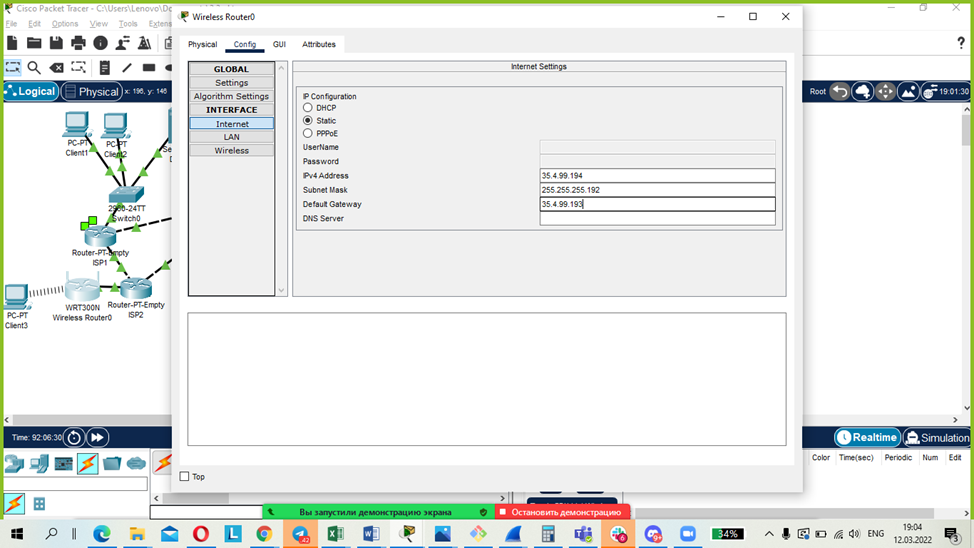 Cisco Packet Tracer - C:\Users\Lenovo\
Wireless Router0
File Edit Options View Tools Extens
Physical Config GUI Attributes
Logical Physical x: 196, y: 146
Root 19:01:30
GLOBAL
Settings
Algorithm Settings
INTERFACE
Internet
LAN
Wireless
Internet Settings
IP Configuration
DHCP
Static
PPPoE
UserName
Password
IPv4 Address 35.4.99.194
Subnet Mask 255.255.255.192
Default Gateway 35.4.99.193
DNS Server
PC-PT
Client1
PC-PT
Client2
2950-24TT
Switch0
Router-PT-Empty
ISP1
PC-PT
Client3
WRT300N
Wireless Router0
Router-PT-Empty
ISP2
Top
Time: 92:06:30
Realtime Simulation
Color Time(sec) Periodic Num Edit
Вы запустили демонстрацию экрана
Остановить демонстрацию
34% ENG
19:04
12.03.2022